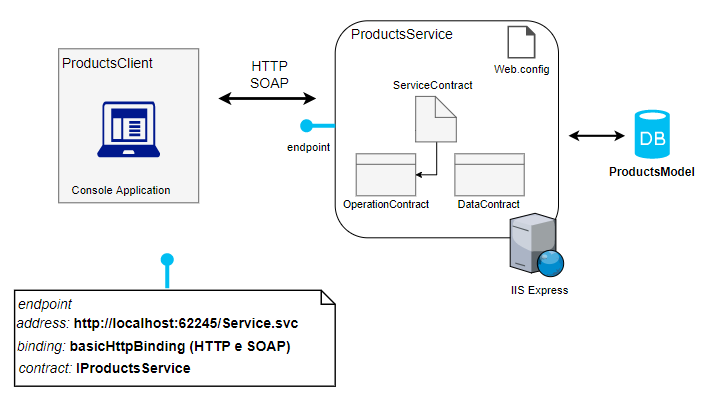 ProductsClient
Console Application
HTTP
SOAP
ProductsService
Web.config
ServiceContract
endpoint
OperationContract
DataContract
IIS Express
DB
ProductsModel
endpoint
address: http://localhost:62245/Service.svc
binding: basicHttpBinding (HTTP e SOAP)
contract: IProductsService